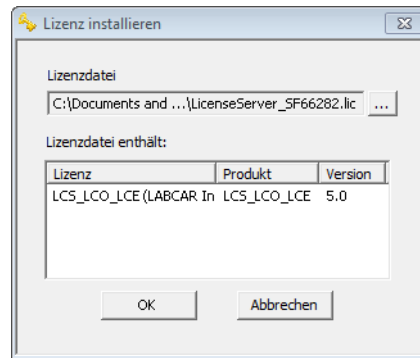 Lizenz installieren
Lizenzdatei
C:\Documents and ...\LicenseServer_SF66282.lic ...
Lizenzdatei enthält:
Lizenz Produkt Version
LCS_LCO_LCE (LABCAR In LCS_LCO_LCE 5.0
OK Abbrechen